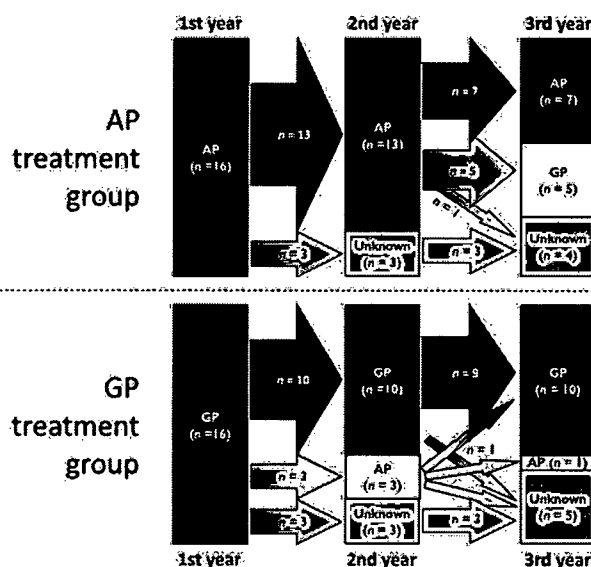 1st year 2nd year 3rd year
AP
treatment
group
AP
(n =16)
n = 13
n = 3
AP
(n =13)
Unknown
(n = 3)
n = 7
n = 5
n = 1
n = 3
AP
(n = 7)
GP
(n = 5)
Unknown
(n = 4)
GP
treatment
group
GP
(n =16)
n = 10
n = 3
n = 3
GP
(n =10)
AP
(n = 3)
Unknown
(n = 3)
n = 9
n = 1
n = 3
GP
(n = 10)
AP (n = 1)
Unknown
(n = 5)
1st year 2nd year 3rd year